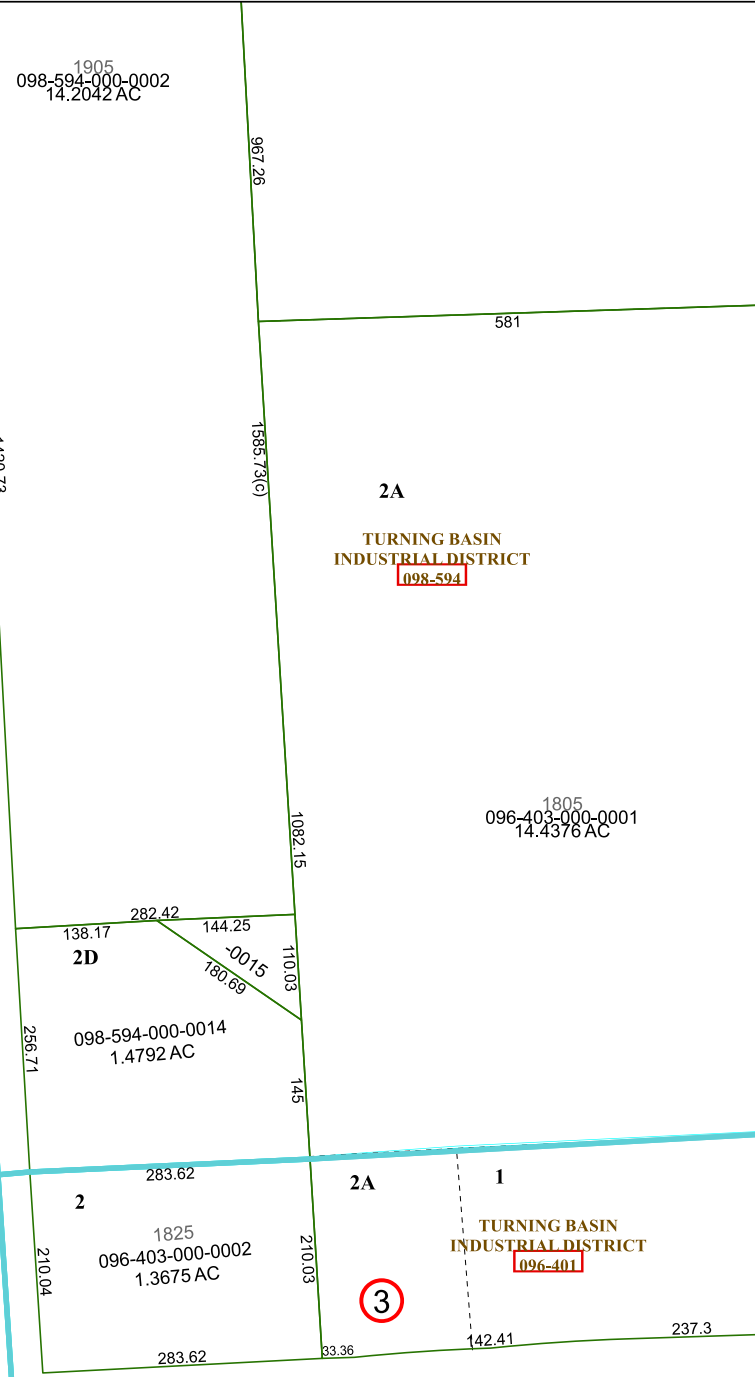 1905
098-594-000-0002
14.2042 AC
967.26
581
1585.73(c)
2A
TURNING BASIN
INDUSTRIAL DISTRICT
098-594
1805
096-403-000-0001
14.4376 AC
1082.15
282.42
138.17
144.25
2D
-0015
180.69
110.03
098-594-000-0014
1.4792 AC
256.71
145
283.62
2
2A
1
1825
096-403-000-0002
1.3675 AC
210.04
210.03
TURNING BASIN
INDUSTRIAL DISTRICT
096-401
3
283.62
33.36
142.41
237.3